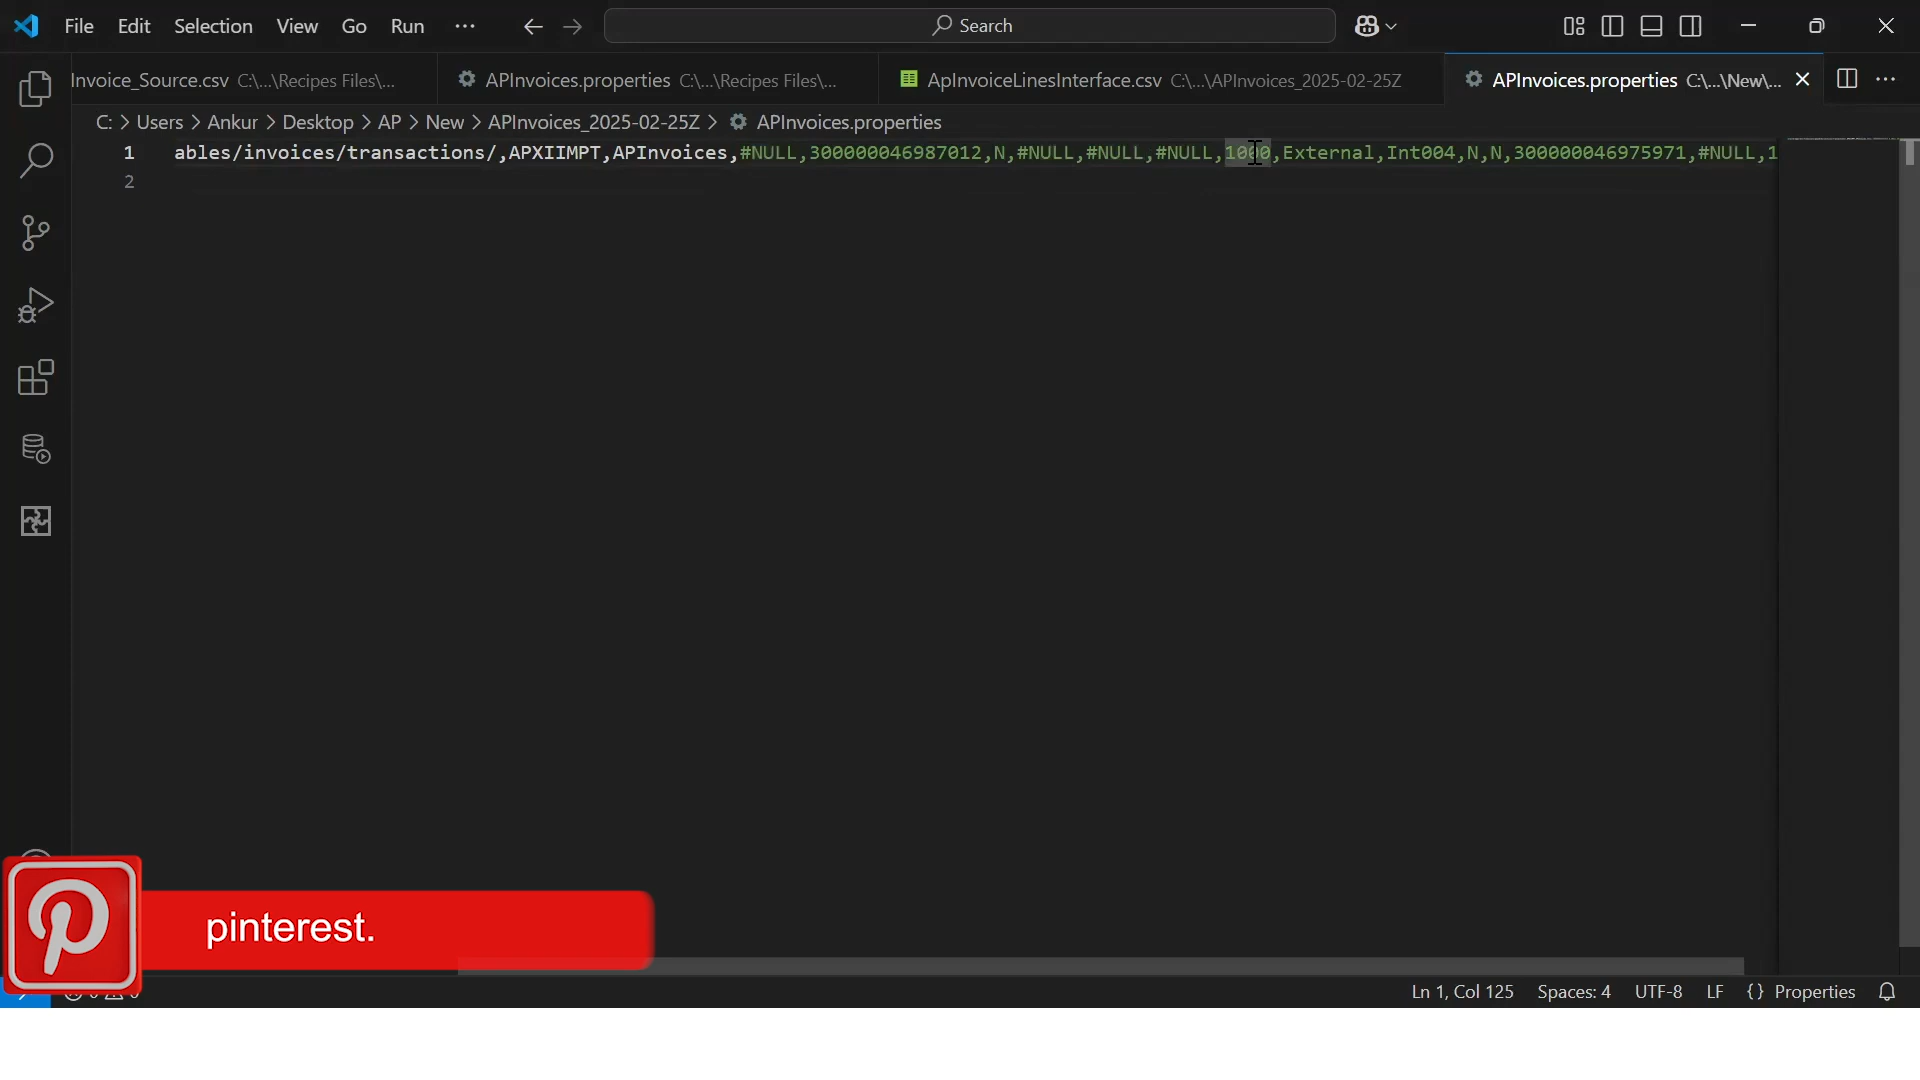 File Edit Selection View Go Run ··· Search
Invoice_Source.csv C:\...\Recipes Files\... APInvoices.properties C:\...\Recipes Files\... ApInvoiceLinesInterface.csv C:\...\APInvoices_2025-02-25Z APInvoices.properties C:\...\New\...
C: > Users > Ankur > Desktop > AP > New > APInvoices_2025-02-25Z > APInvoices.properties
1 ables/invoices/transactions/,APXIIMPT,APInvoices,#NULL,300000046987012,N,#NULL,#NULL,#NULL,1000,External,Int004,N,N,300000046975971,#NULL,1
2
pinterest.
Ln 1, Col 125 Spaces: 4 UTF-8 LF {} Properties